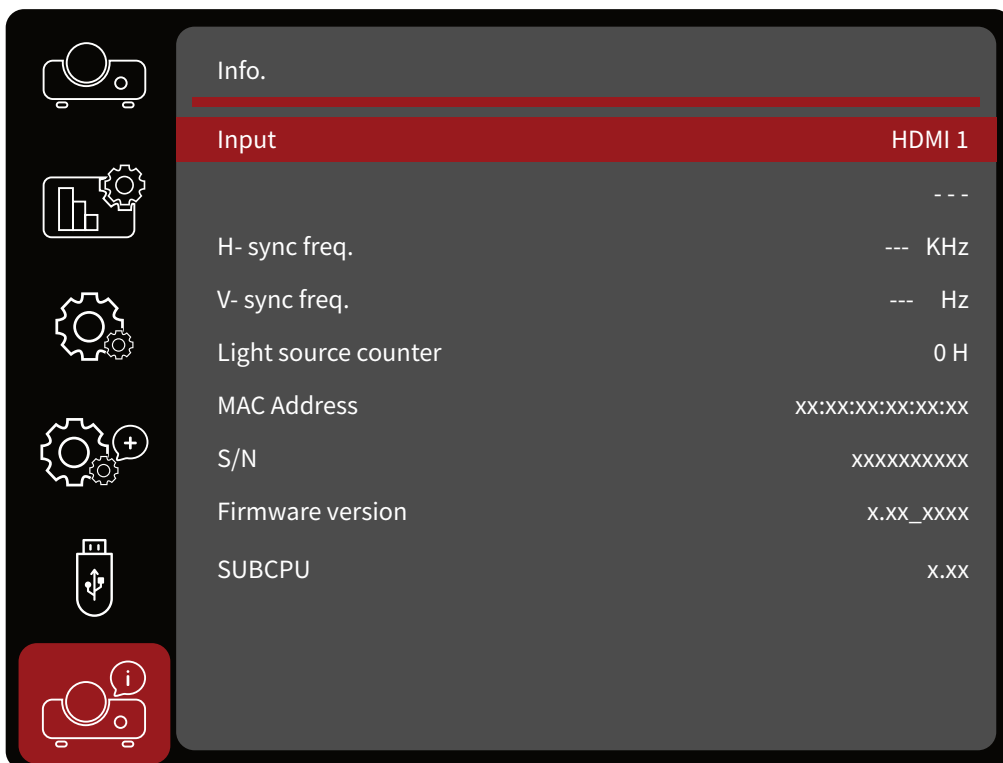 Info.
Input HDMI 1
- - -
H- sync freq. --- KHz
V- sync freq. --- Hz
Light source counter 0 H
MAC Address xx:xx:xx:xx:xx:xx
S/N xxxxxxxxxx
Firmware version x.xx_xxxx
SUBCPU x.xx
i